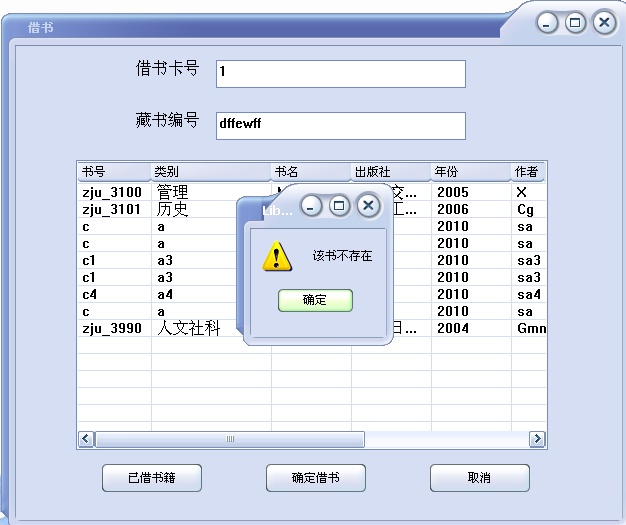 借书
借书卡号 1
藏书编号 dffewff
书号 类别 书名 出版社 年份 作者
zju_3100 管理 交... 2005 X
zju_3101 历史 工... 2006 Cg
c a 2010 sa
c a 2010 sa
c1 a3 2010 sa3
c1 a3 2010 sa3
c4 a4 2010 sa4
c a 2010 sa
zju_3990 人文社科 日... 2004 Gmn
Lib...
该书不存在
确定
已借书籍 确定借书 取消